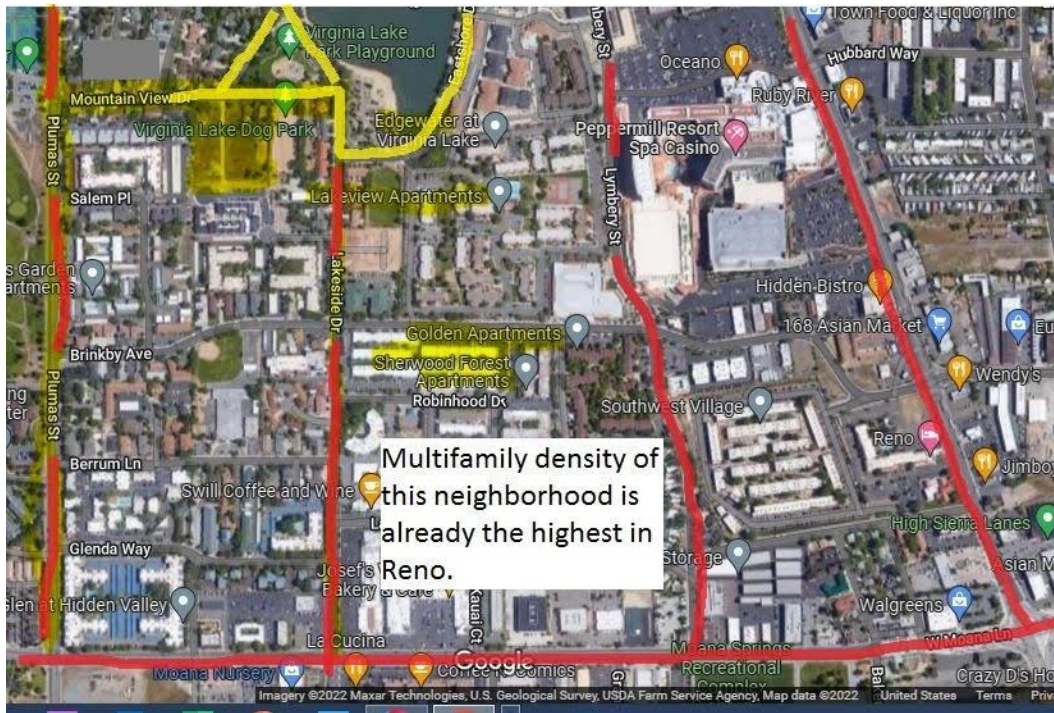 Town Food & Liquor Inc
Virginia Lake
Park Playground
Eastshore
Lymbery St
Oceano
Hubbard Way
Ruby River
Mountain View Dr
Virginia Lake Dog Park
Edgewater at
Virginia Lake
Peppermill Resort
Spa Casino
Plumas St
Salem Pl
Lakeview Apartments
Lymbery St
Lakeside Dr
Garden
Hidden Bistro
168 Asian Market
Golden Apartments
Brinkby Ave
Sherwood Forest
Apartments
Wendy's
Plumas St
Robinhood Dr
Southwest Village
Reno
Multifamily density of
this neighborhood is
already the highest in
Reno.
Berrum Ln
Swill Coffee and Wine
High Sierra Lanes
Glenda Way
Storage
Josef's
Bakery & Cafe
Kauai Ct
Glen at Hidden Valley
Walgreens
W Moana Ln
La Cucina
Google
Moana Springs
Recreational
Complex
Moana Nursery
Comics
Crazy D's
Imagery ©2022 Maxar Technologies, U.S. Geological Survey, USDA Farm Service Agency, Map data ©2022 United States Terms